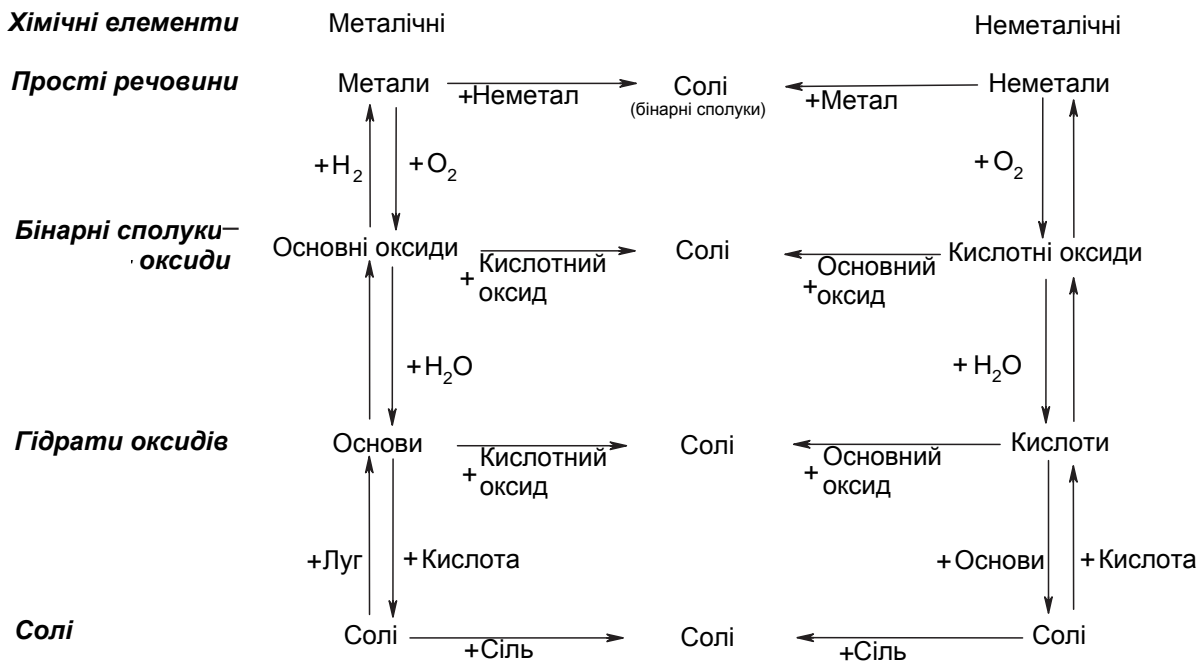 Хімічні елементи Металічні Неметалічні
Прості речовини Метали +Неметал Солі +Метал Неметали
(бінарні сполуки)
+H2 +O2 +O2
Бінарні сполуки–
оксиди
Основні оксиди +Кислотний оксид Солі +Основний оксид Кислотні оксиди
+H2O +H2O
Гідрати оксидів Основи +Кислотний оксид Солі +Основний оксид Кислоти
+Луг +Кислота +Основи +Кислота
Солі Солі +Сіль Солі +Сіль Солі